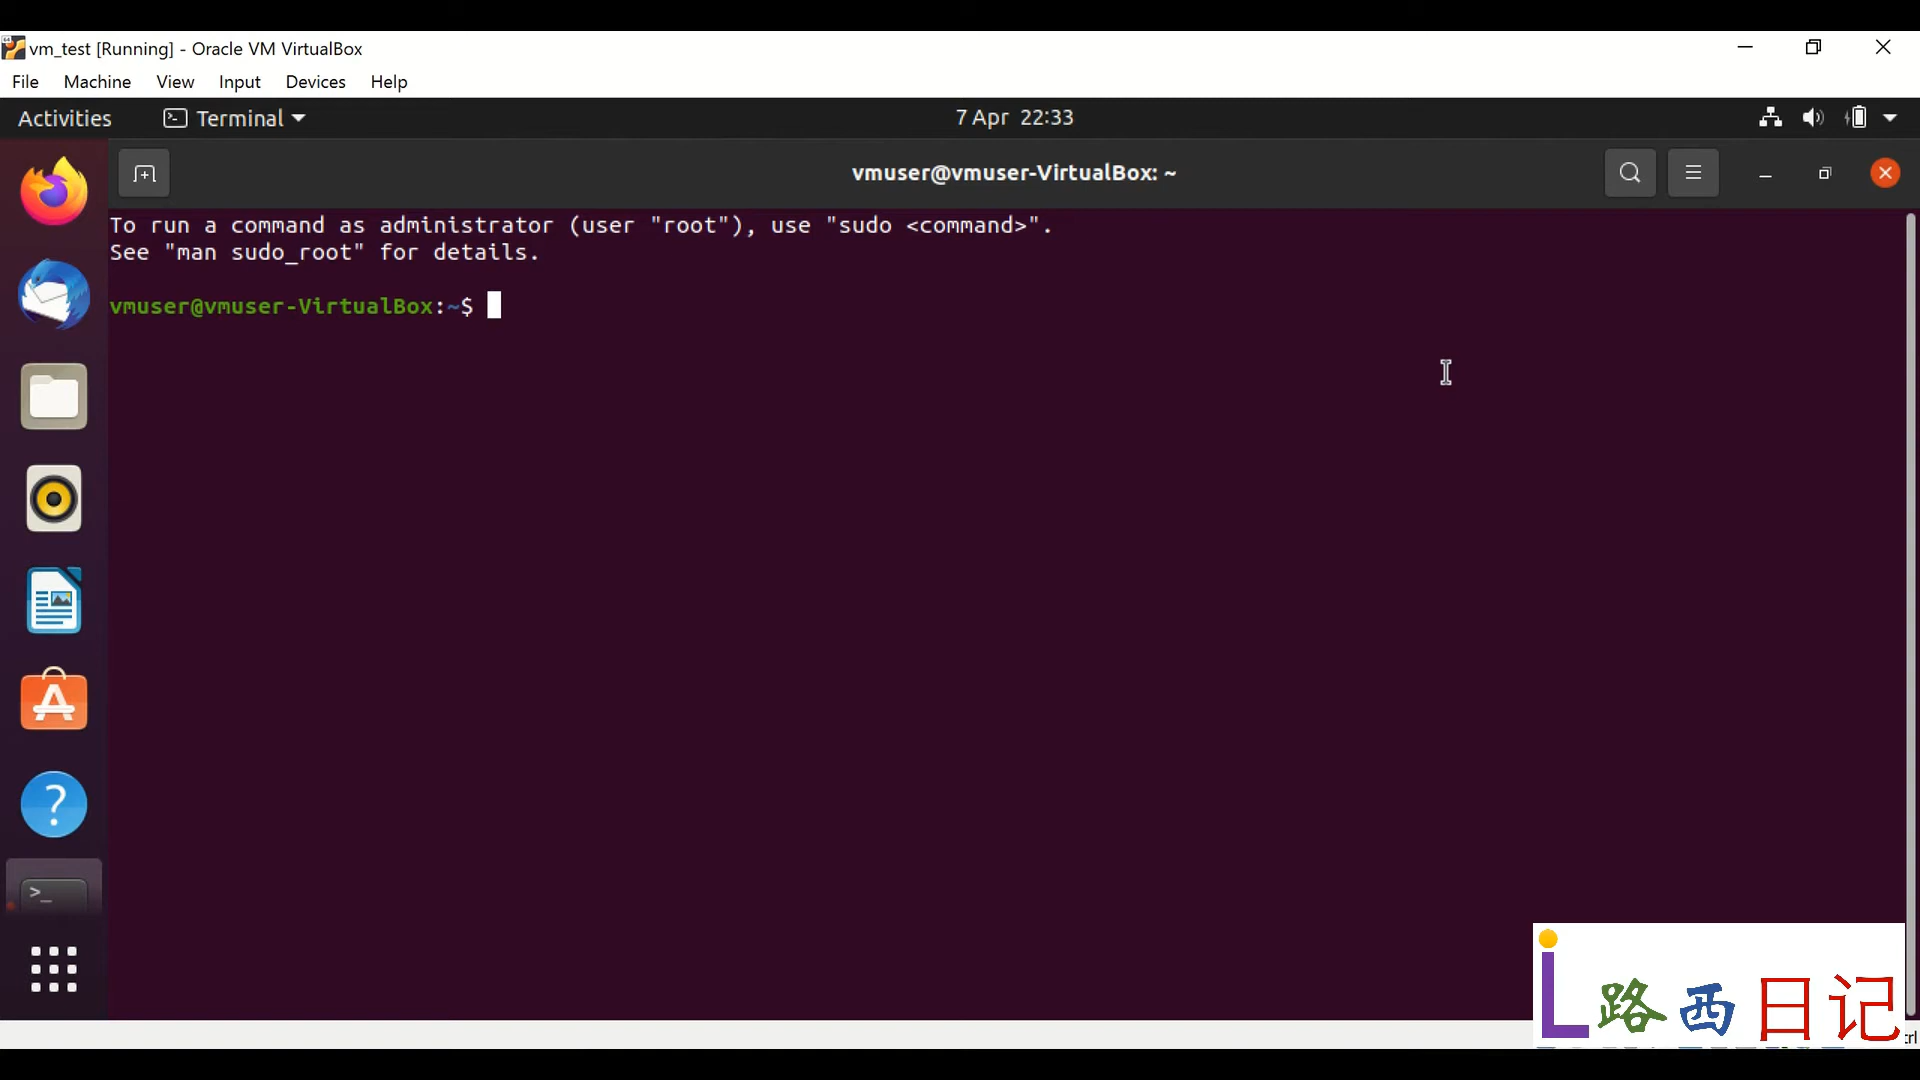 vm_test [Running] - Oracle VM VirtualBox
File Machine View Input Devices Help
Activities Terminal 7 Apr 22:33
vmuser@vmuser-VirtualBox: ~
To run a command as administrator (user "root"), use "sudo <command>".
See "man sudo_root" for details.
vmuser@vmuser-VirtualBox:~$
路西日记